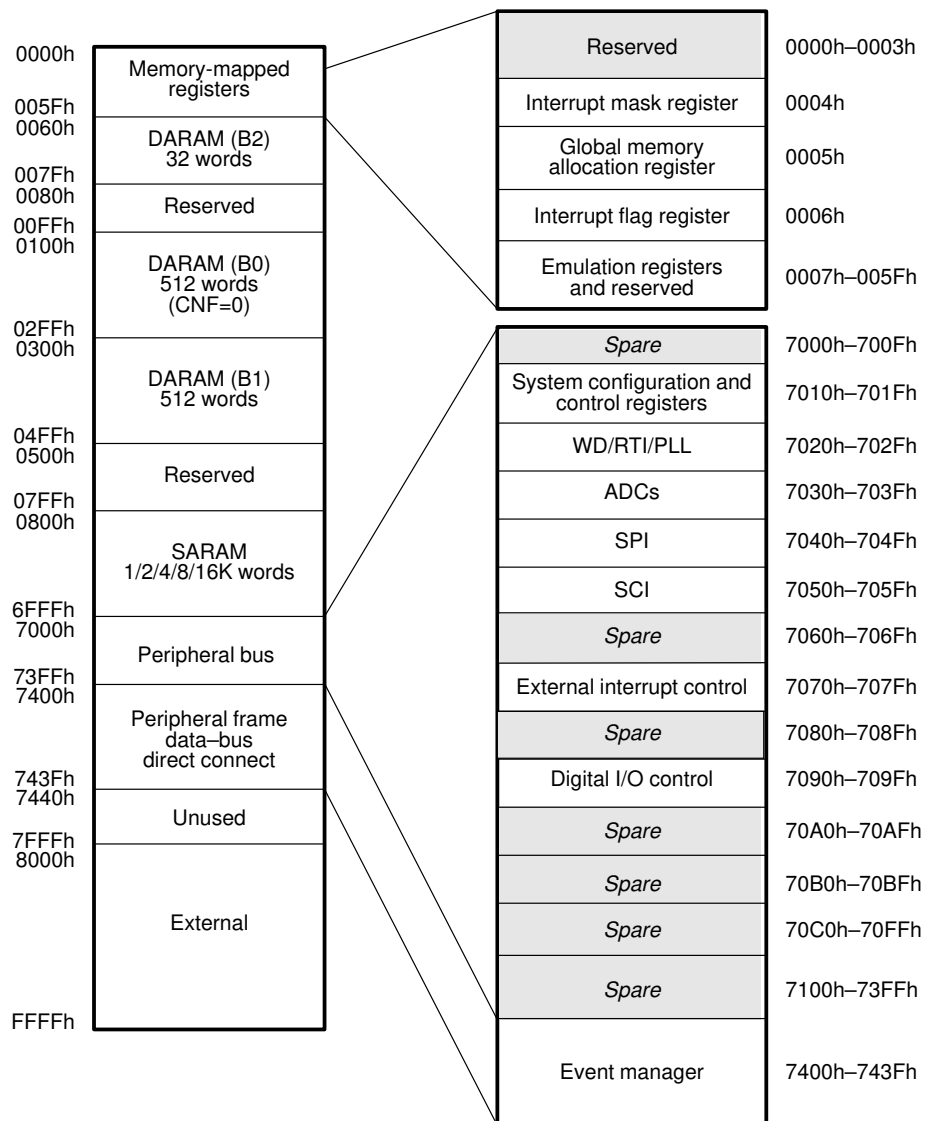 0000h
Memory-mapped
registers
005Fh
0060h
DARAM (B2)
32 words
007Fh
0080h
Reserved
00FFh
0100h
DARAM (B0)
512 words
(CNF=0)
02FFh
0300h
DARAM (B1)
512 words
04FFh
0500h
Reserved
07FFh
0800h
SARAM
1/2/4/8/16K words
6FFFh
7000h
Peripheral bus
73FFh
7400h
Peripheral frame
data–bus
direct connect
743Fh
7440h
Unused
7FFFh
8000h
External
FFFFh
Reserved 0000h–0003h
Interrupt mask register 0004h
Global memory
allocation register 0005h
Interrupt flag register 0006h
Emulation registers
and reserved 0007h–005Fh
Spare 7000h–700Fh
System configuration and
control registers 7010h–701Fh
WD/RTI/PLL 7020h–702Fh
ADCs 7030h–703Fh
SPI 7040h–704Fh
SCI 7050h–705Fh
Spare 7060h–706Fh
External interrupt control 7070h–707Fh
Spare 7080h–708Fh
Digital I/O control 7090h–709Fh
Spare 70A0h–70AFh
Spare 70B0h–70BFh
Spare 70C0h–70FFh
Spare 7100h–73FFh
Event manager 7400h–743Fh